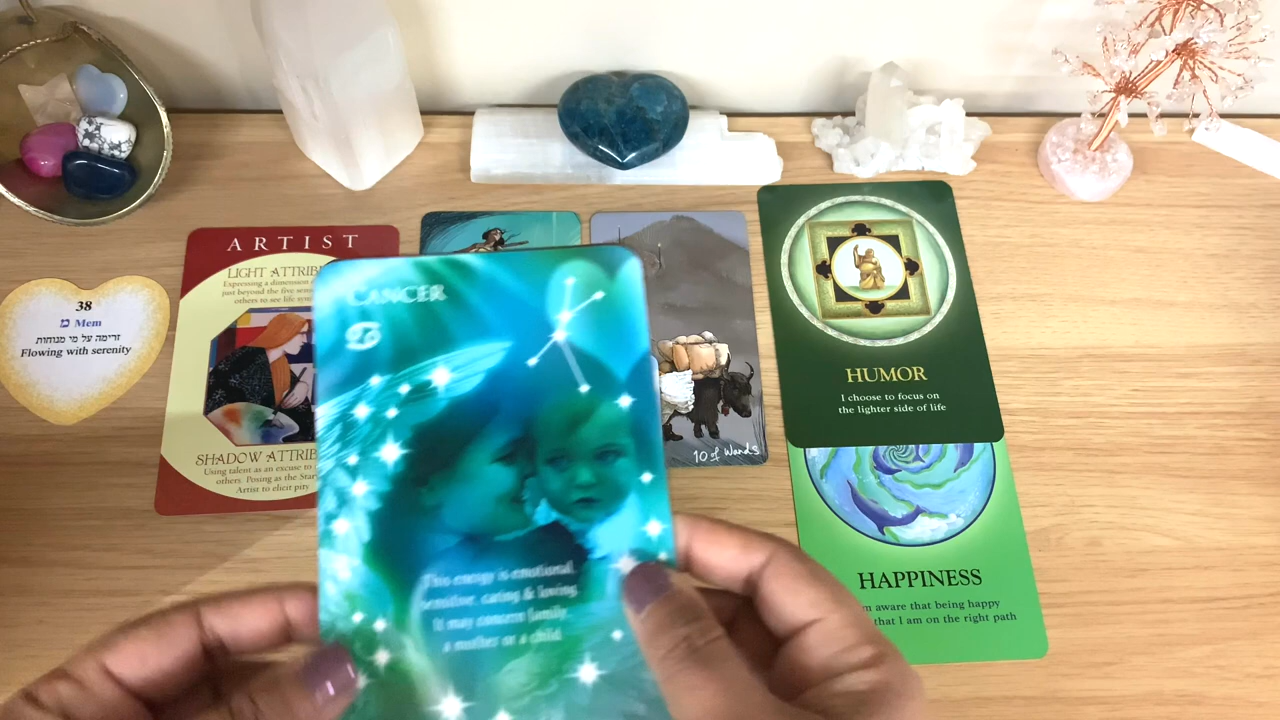 38
מ Mem
זרימה על מי מנוחות
Flowing with serenity
ARTIST
LIGHT ATTRIB
Expressing a dimension
just beyond the five sen
others to see life sym
SHADOW ATTRIB
Using talent as an excuse to
others. Posing as the Star
Artist to elicit pity
CANCER
♋
This energy is emotional,
sensitive, caring & loving.
It may concern family,
a mother or a child.
10 of Wands
HUMOR
I choose to focus on
the lighter side of life
HAPPINESS
m aware that being happy
that I am on the right path